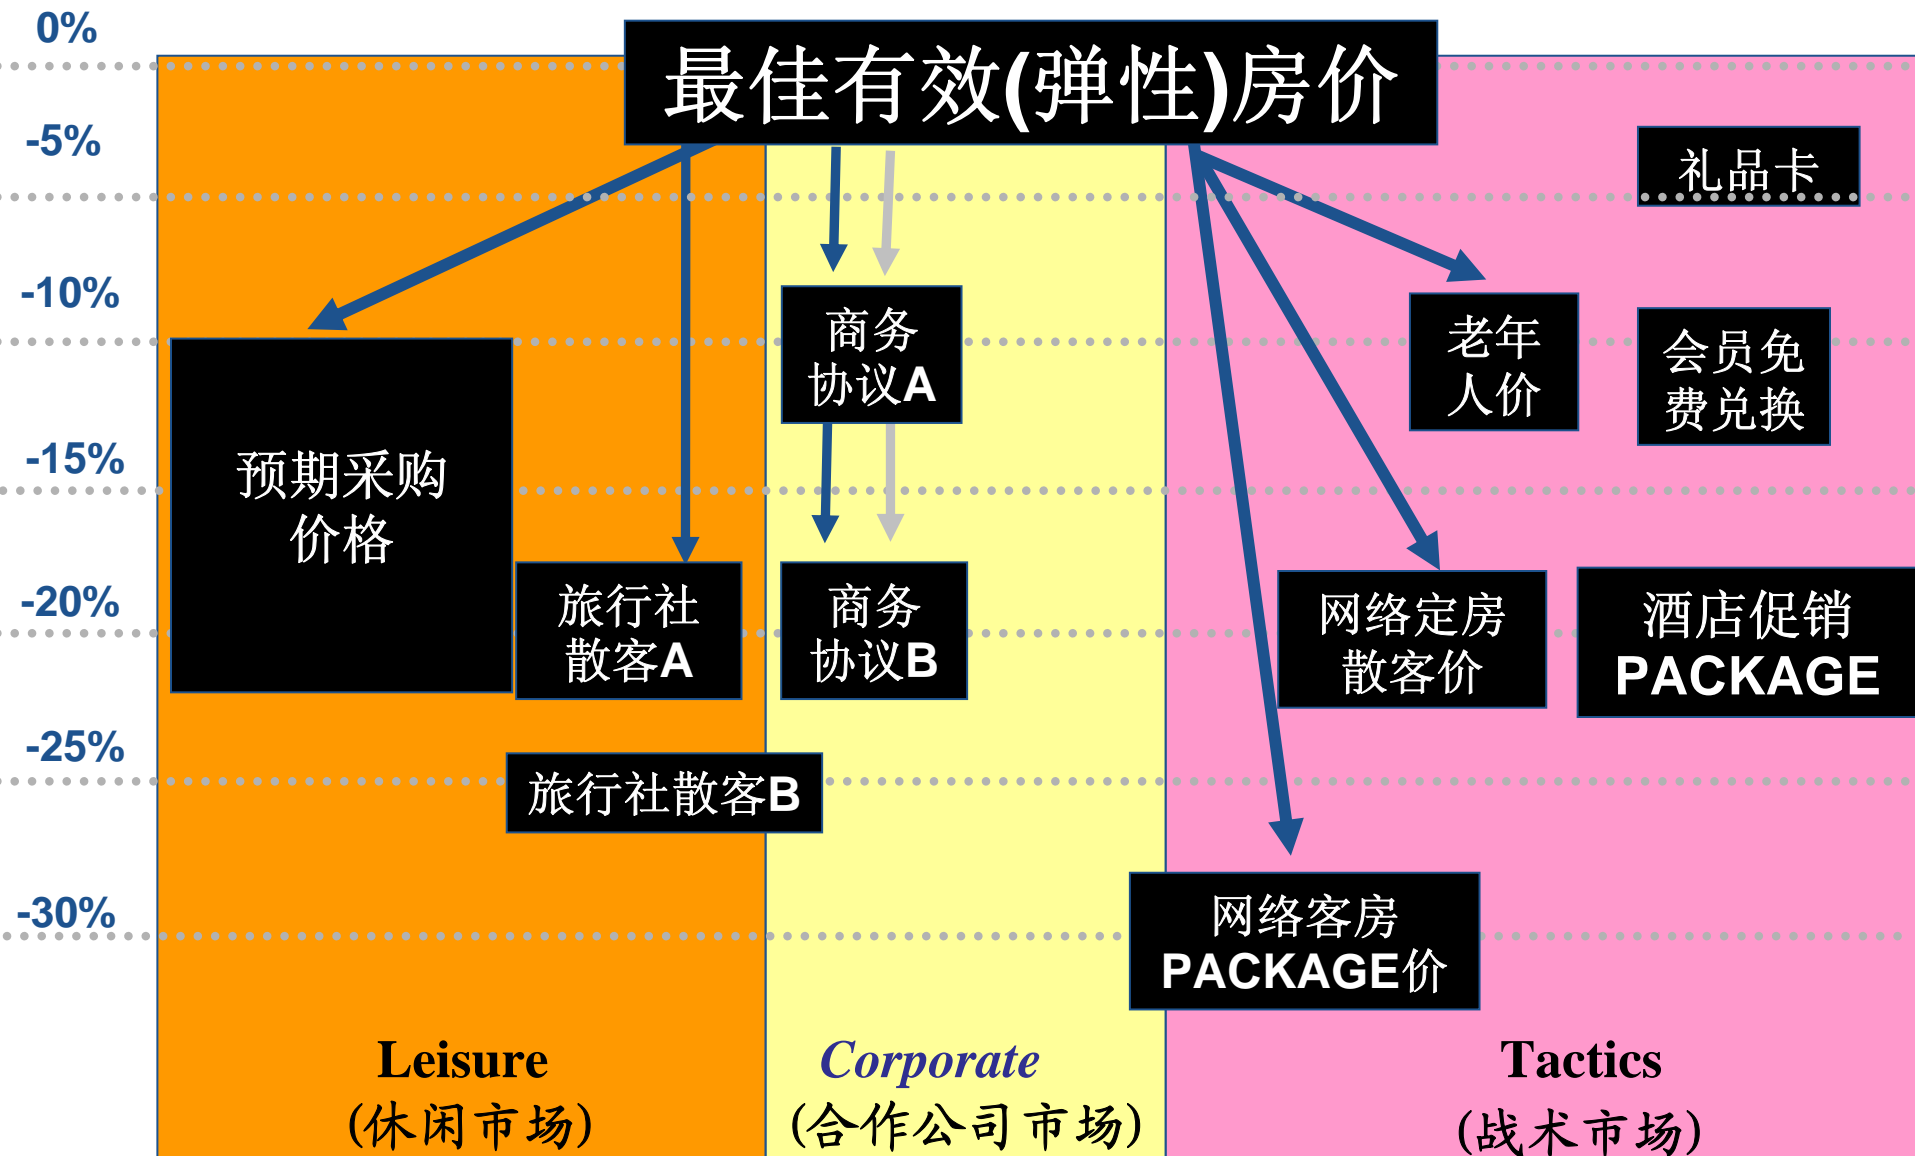 0%
最佳有效(弹性)房价
-5%
礼品卡
-10%
商务
协议A
老年
人价
会员免
费兑换
-15%
预期采购
价格
-20%
旅行社
散客A
商务
协议B
网络定房
散客价
酒店促销
PACKAGE
-25%
旅行社散客B
-30%
网络客房
PACKAGE价
Leisure
(休闲市场)
Corporate
(合作公司市场)
Tactics
(战术市场)